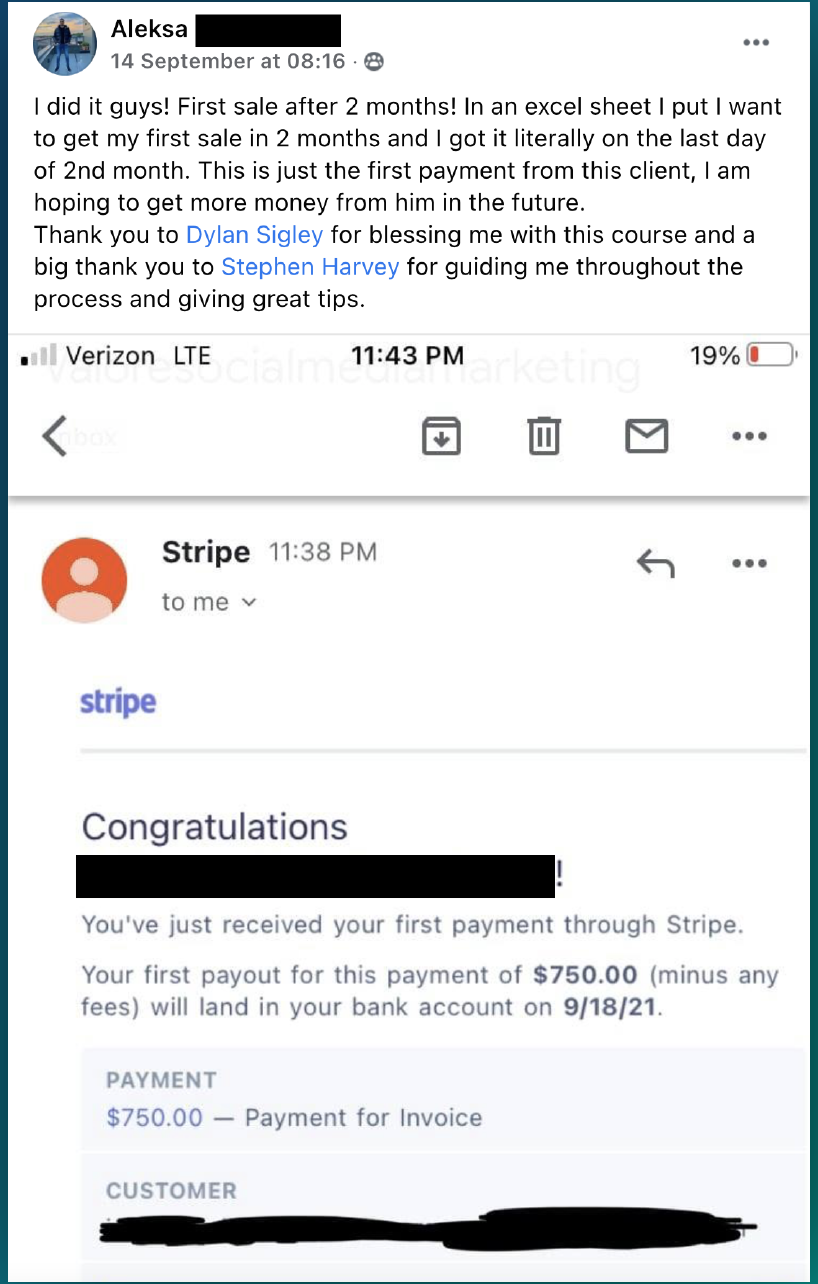 Aleksa
14 September at 08:16 ·
I did it guys! First sale after 2 months! In an excel sheet I put I want
to get my first sale in 2 months and I got it literally on the last day
of 2nd month. This is just the first payment from this client, I am
hoping to get more money from him in the future.
Thank you to Dylan Sigley for blessing me with this course and a
big thank you to Stephen Harvey for guiding me throughout the
process and giving great tips.
Verizon LTE 11:43 PM 19%
valoresocialmediamarketing
Inbox
Stripe 11:38 PM
to me
stripe
Congratulations
!
You've just received your first payment through Stripe.
Your first payout for this payment of $750.00 (minus any
fees) will land in your bank account on 9/18/21.
PAYMENT
$750.00 — Payment for Invoice
CUSTOMER